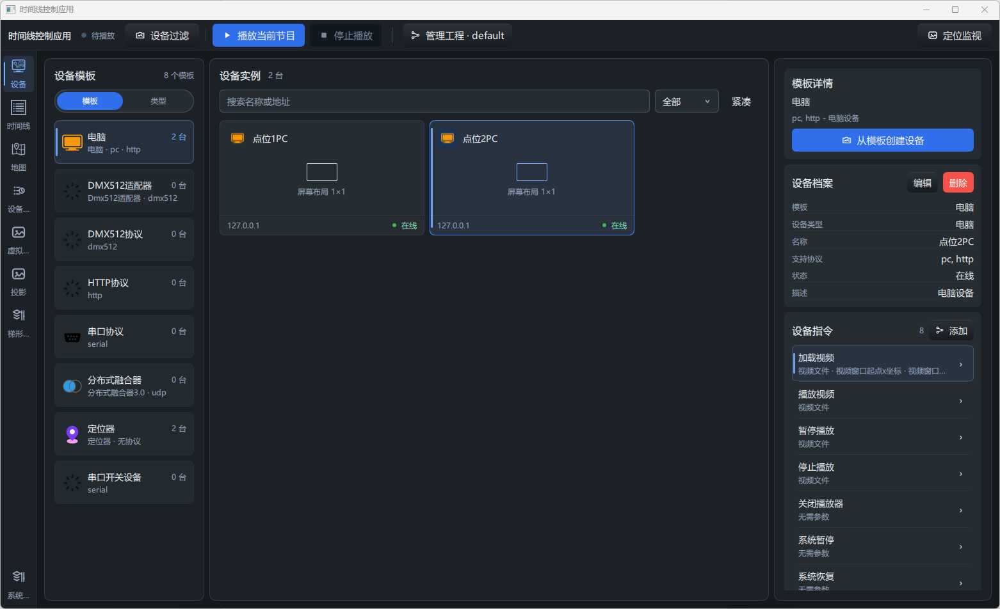 时间线控制应用
时间线控制应用
待播放
设备过滤
播放当前节目
停止播放
管理工程 · default
定位监视
设备
时间线
地图
设备...
虚拟...
投影
梯形...
系统...
设备模板
8 个模板
模板
类型
电脑
2 台
电脑 · pc · http
DMX512适配器
0 台
Dmx512适配器 · dmx512
DMX512协议
0 台
dmx512
HTTP协议
0 台
http
串口协议
0 台
serial
分布式融合器
0 台
分布式融合器3.0 · udp
定位器
2 台
定位器 · 无协议
串口开关设备
0 台
serial
设备实例
2 台
搜索名称或地址
全部
紧凑
点位1PC
屏幕布局 1×1
127.0.0.1
在线
点位2PC
屏幕布局 1×1
127.0.0.1
在线
模板详情
电脑
pc, http - 电脑设备
从模板创建设备
设备档案
编辑
删除
模板
电脑
设备类型
电脑
名称
点位2PC
支持协议
pc, http
状态
在线
描述
电脑设备
设备指令
8
添加
加载视频
视频文件 · 视频窗口起点x坐标 · 视频窗口...
播放视频
视频文件
暂停播放
视频文件
停止播放
视频文件
关闭播放器
无需参数
系统暂停
无需参数
系统恢复
无需参数